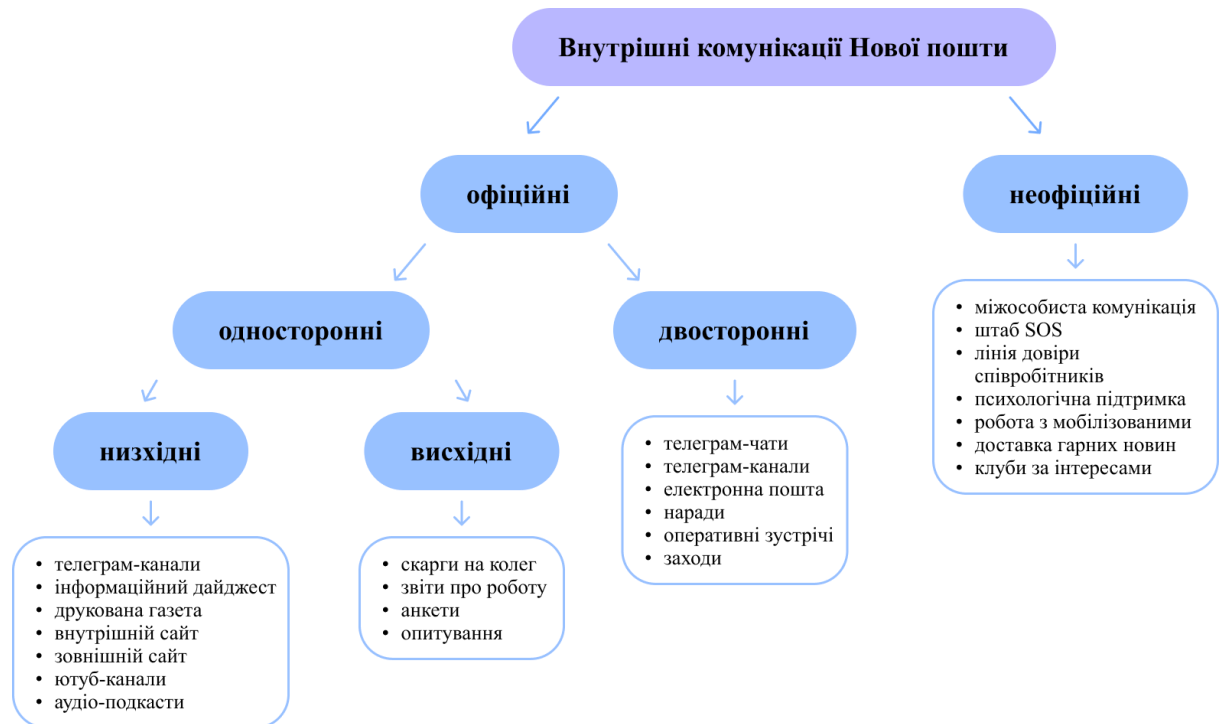 Внутрішні комунікації Нової пошти
офіційні
неофіційні
односторонні
двосторонні
низхідні
висхідні
• телеграм-канали
• інформаційний дайджест
• друкована газета
• внутрішній сайт
• зовнішній сайт
• ютуб-канали
• аудіо-подкасти
• скарги на колег
• звіти про роботу
• анкети
• опитування
• телеграм-чати
• телеграм-канали
• електронна пошта
• наради
• оперативні зустрічі
• заходи
• міжособиста комунікація
• штаб SOS
• лінія довіри
співробітників
• психологічна підтримка
• робота з мобілізованими
• доставка гарних новин
• клуби за інтересами